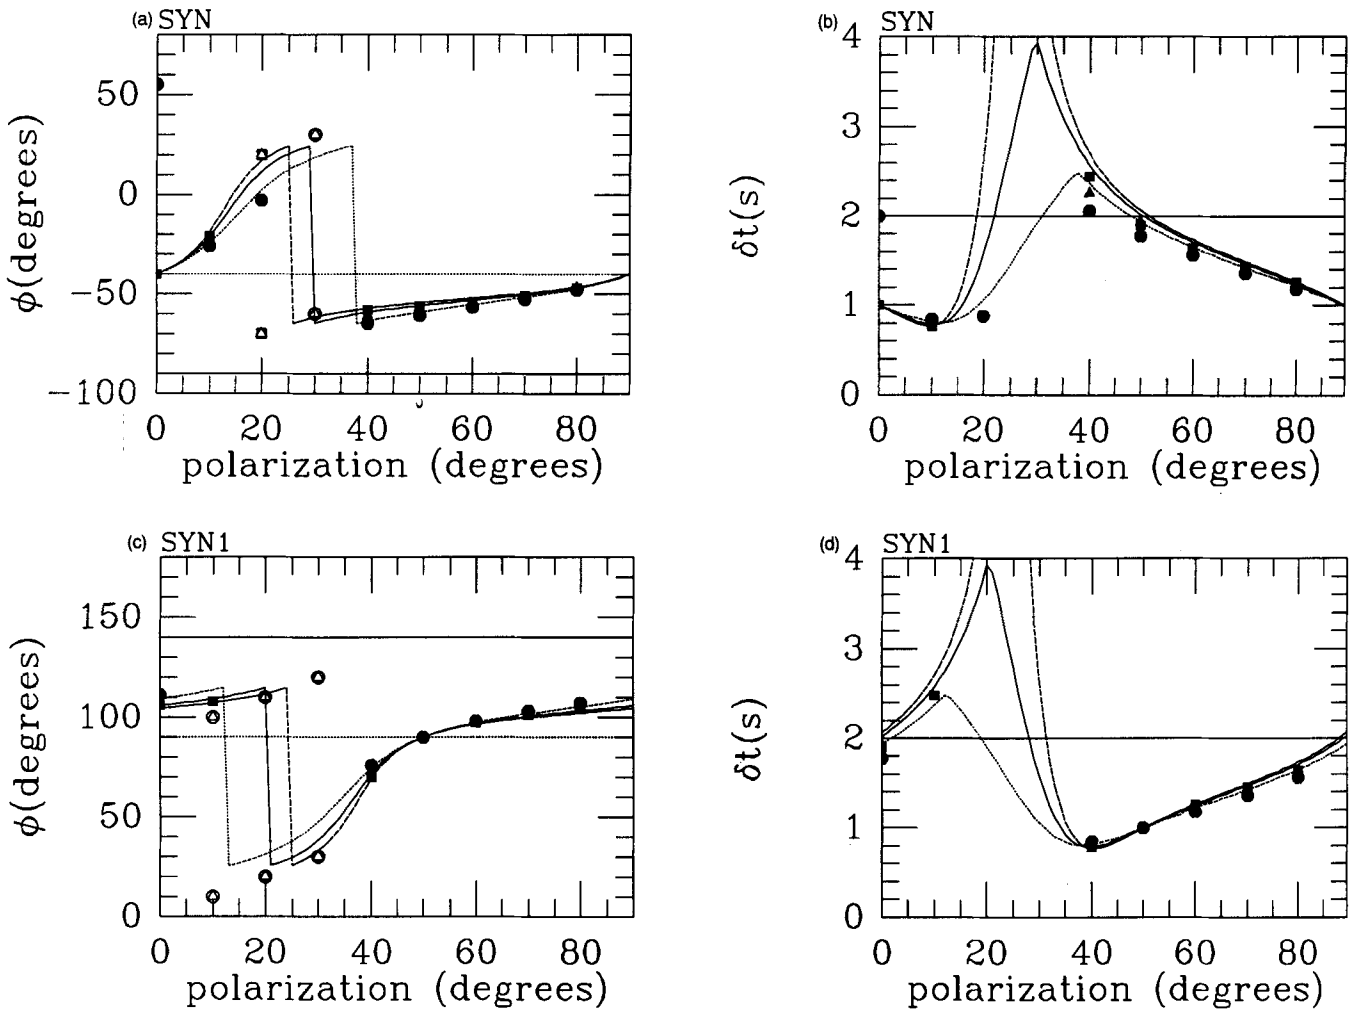 (a) SYN
φ(degrees)
50
0
−50
−100
0 20 40 60 80
polarization (degrees)
(b) SYN
δt(s)
4
3
2
1
0
0 20 40 60 80
polarization (degrees)
(c) SYN1
φ(degrees)
150
100
50
0
0 20 40 60 80
polarization (degrees)
(d) SYN1
δt(s)
4
3
2
1
0
0 20 40 60 80
polarization (degrees)